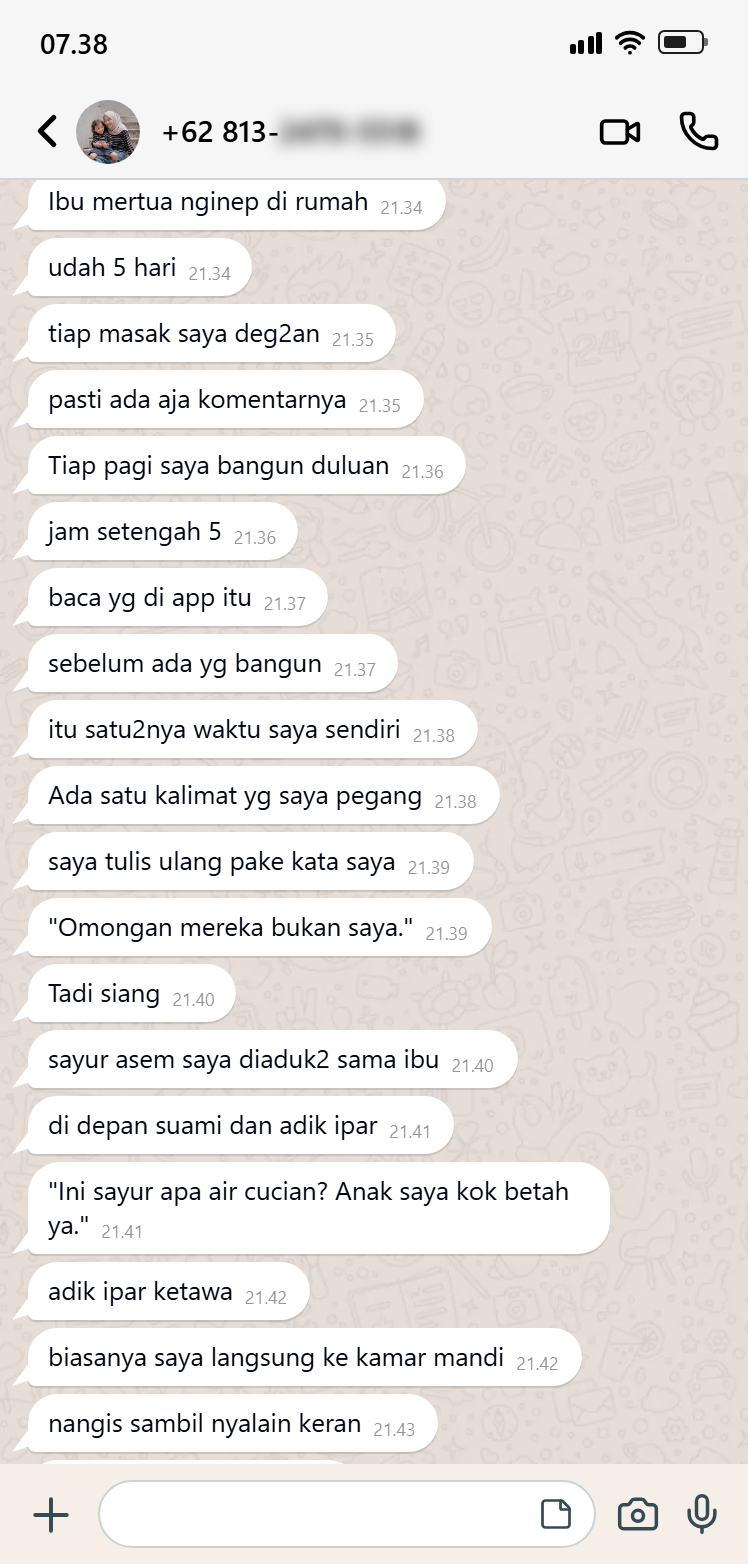 07.38
+62 813-
Ibu mertua nginep di rumah 21.34
udah 5 hari 21.34
tiap masak saya deg2an 21.35
pasti ada aja komentarnya 21.35
Tiap pagi saya bangun duluan 21.36
jam setengah 5 21.36
baca yg di app itu 21.37
sebelum ada yg bangun 21.37
itu satu2nya waktu saya sendiri 21.38
Ada satu kalimat yg saya pegang 21.38
saya tulis ulang pake kata saya 21.39
"Omongan mereka bukan saya." 21.39
Tadi siang 21.40
sayur asem saya diaduk2 sama ibu 21.40
di depan suami dan adik ipar 21.41
"Ini sayur apa air cucian? Anak saya kok betah
ya." 21.41
adik ipar ketawa 21.42
biasanya saya langsung ke kamar mandi 21.42
nangis sambil nyalain keran 21.43